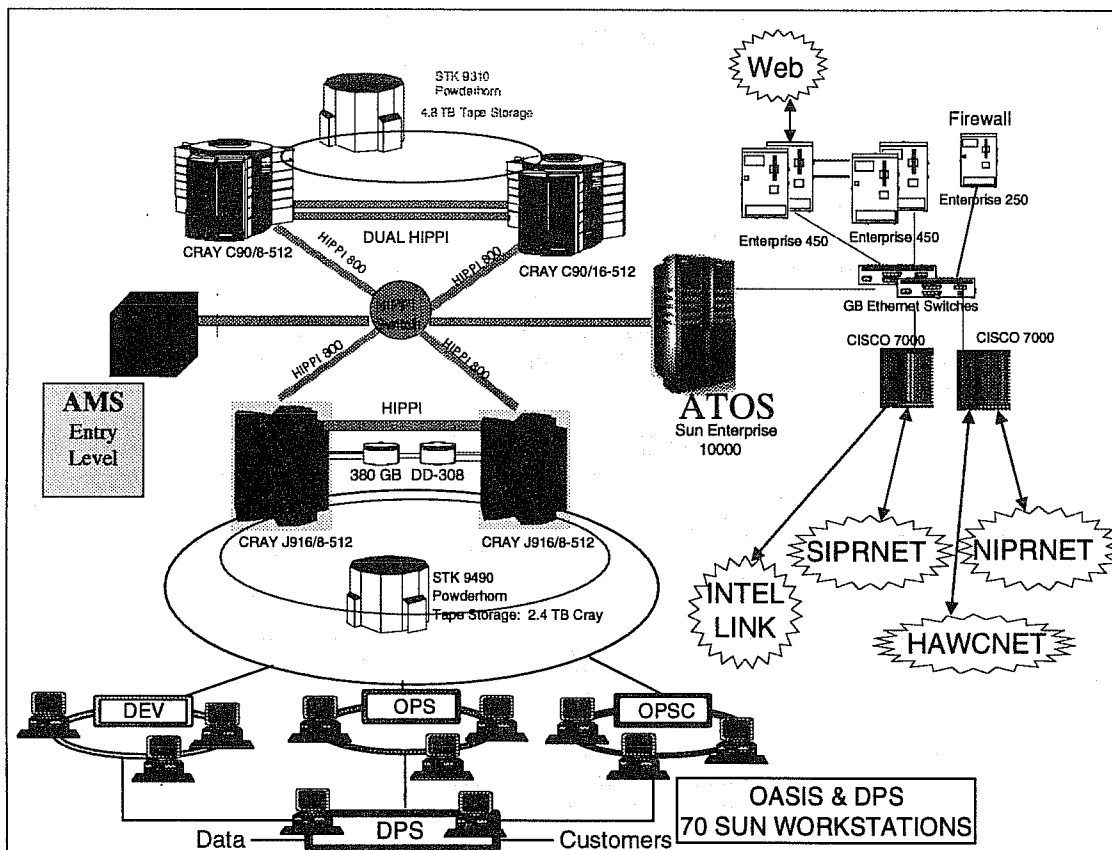 STK 9310
Powderhorn
4.8 TB Tape Storage
Web
Firewall
Enterprise 450
Enterprise 450
Enterprise 250
CRAY C90/8-512
DUAL HIPPI
CRAY C90/16-512
HIPPI 800
HIPPI 800
GB Ethernet Switches
CISCO 7000
CISCO 7000
HIPPI 800
HIPPI 800
AMS
Entry
Level
HIPPI
ATOS
Sun Enterprise
10000
380 GB
DD-308
CRAY J916/8-512
CRAY J916/8-512
SIPRNET
NIPRNET
STK 9490
Powderhorn
Tape Storage: 2.4 TB Cray
INTEL
LINK
HAWCNET
DEV
OPS
OPSC
OASIS & DPS
70 SUN WORKSTATIONS
DPS
Data
Customers